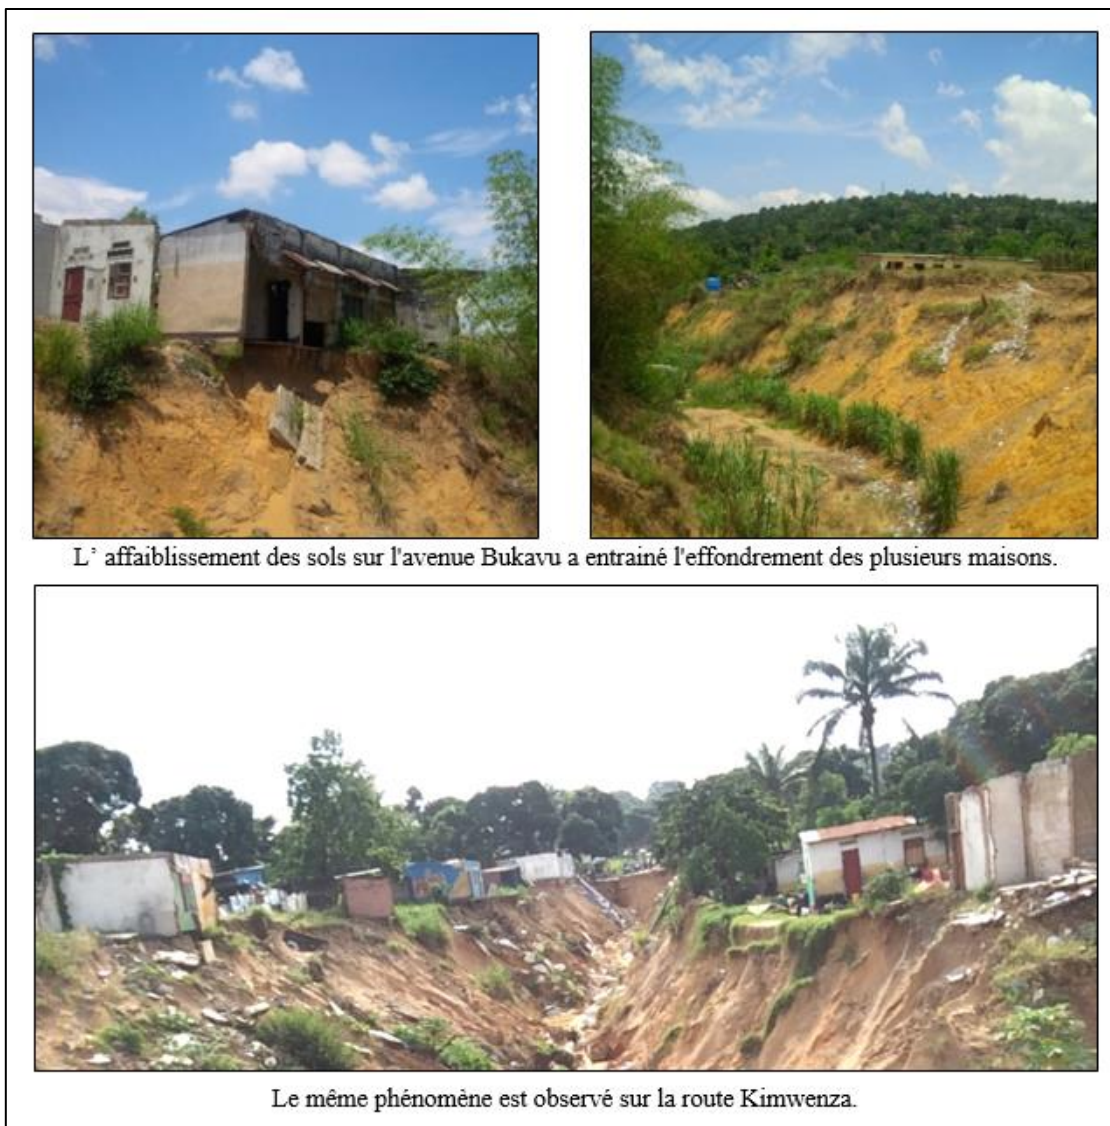 L’ affaiblissement des sols sur l'avenue Bukavu a entrainé l'effondrement des plusieurs maisons.
Le même phénomène est observé sur la route Kimwenza.